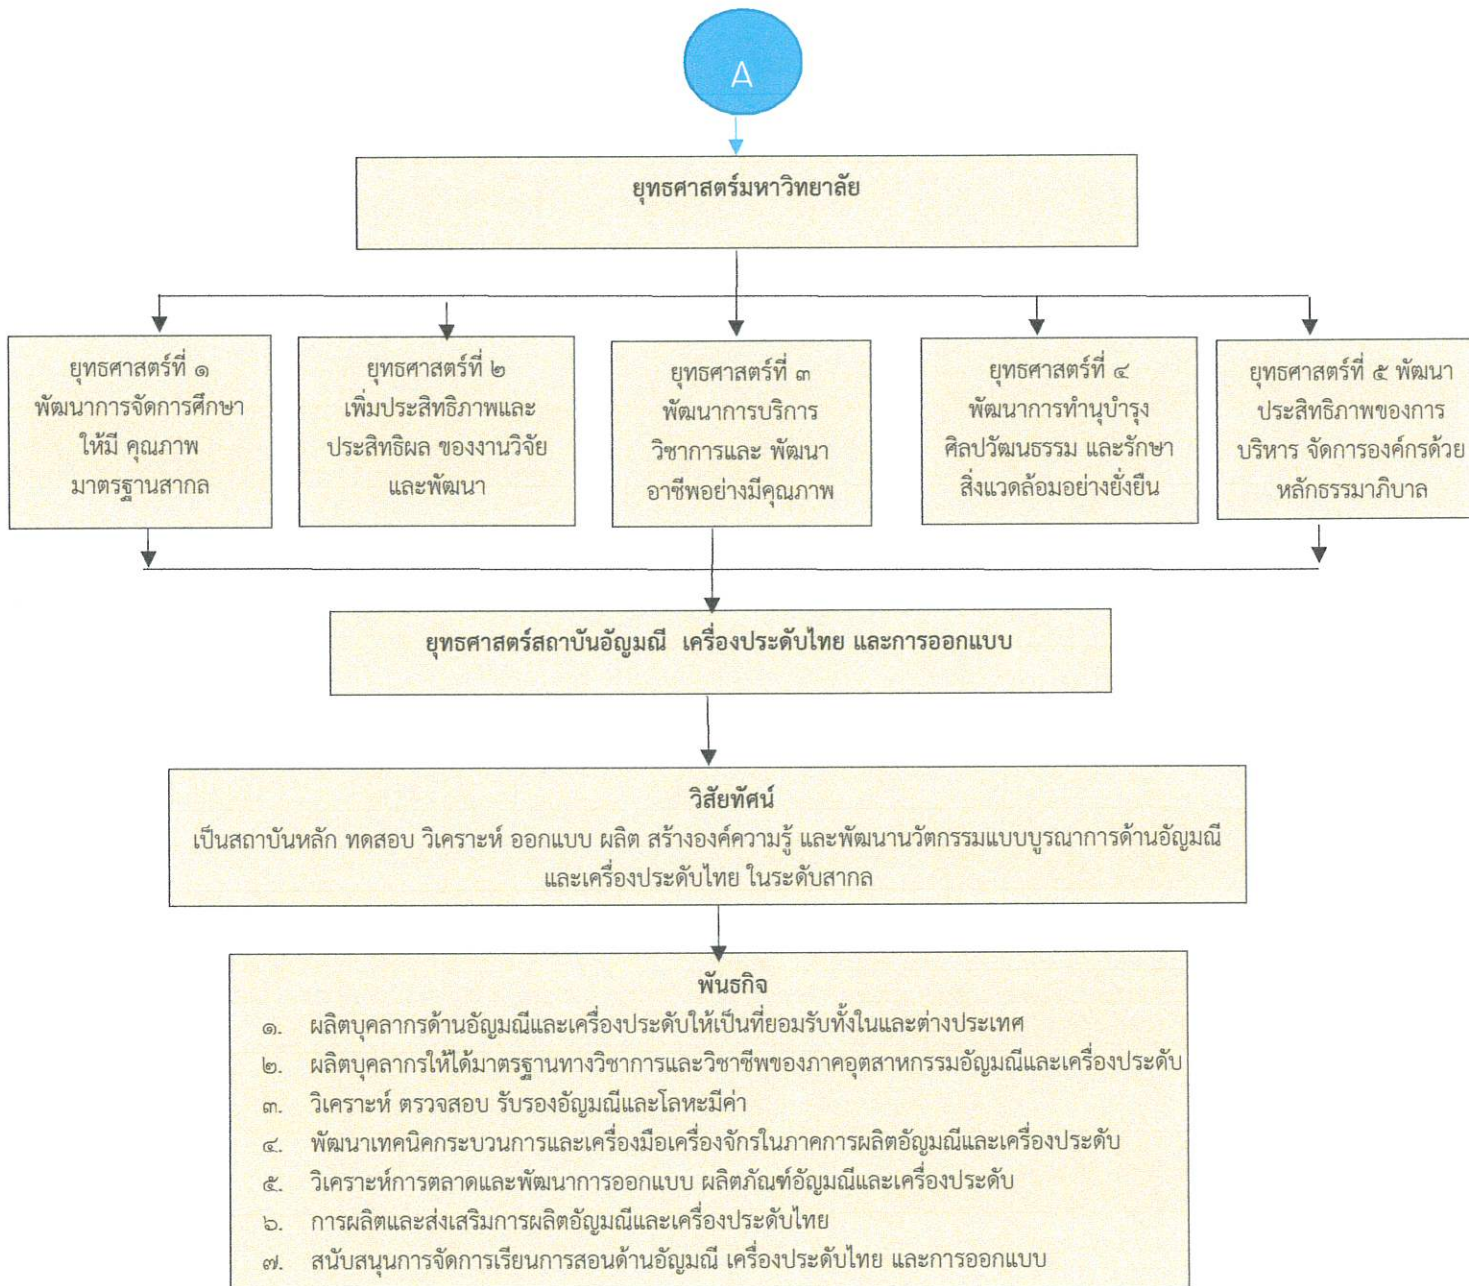 A
ยุทธศาสตร์มหาวิทยาลัย
ยุทธศาสตร์ที่ ๑
พัฒนาการจัดการศึกษา
ให้มี คุณภาพ
มาตรฐานสากล
ยุทธศาสตร์ที่ ๒
เพิ่มประสิทธิภาพและ
ประสิทธิผล ของงานวิจัย
และพัฒนา
ยุทธศาสตร์ที่ ๓
พัฒนาการบริการ
วิชาการและ พัฒนา
อาชีพอย่างมีคุณภาพ
ยุทธศาสตร์ที่ ๔
พัฒนาการทำนุบำรุง
ศิลปวัฒนธรรม และรักษา
สิ่งแวดล้อมอย่างยั่งยืน
ยุทธศาสตร์ที่ ๕ พัฒนา
ประสิทธิภาพของการ
บริหาร จัดการองค์กรด้วย
หลักธรรมาภิบาล
ยุทธศาสตร์สถาบันอัญมณี เครื่องประดับไทย และการออกแบบ
วิสัยทัศน์
เป็นสถาบันหลัก ทดสอบ วิเคราะห์ ออกแบบ ผลิต สร้างองค์ความรู้ และพัฒนานวัตกรรมแบบบูรณาการด้านอัญมณี
และเครื่องประดับไทย ในระดับสากล
พันธกิจ
๑. ผลิตบุคลากรด้านอัญมณีและเครื่องประดับให้เป็นที่ยอมรับทั้งในและต่างประเทศ
๒. ผลิตบุคลากรให้ได้มาตรฐานทางวิชาการและวิชาชีพของภาคอุตสาหกรรมอัญมณีและเครื่องประดับ
๓. วิเคราะห์ ตรวจสอบ รับรองอัญมณีและโลหะมีค่า
๔. พัฒนาเทคนิคกระบวนการและเครื่องมือเครื่องจักรในภาคการผลิตอัญมณีและเครื่องประดับ
๕. วิเคราะห์การตลาดและพัฒนาการออกแบบ ผลิตภัณฑ์อัญมณีและเครื่องประดับ
๖. การผลิตและส่งเสริมการผลิตอัญมณีและเครื่องประดับไทย
๗. สนับสนุนการจัดการเรียนการสอนด้านอัญมณี เครื่องประดับไทย และการออกแบบ